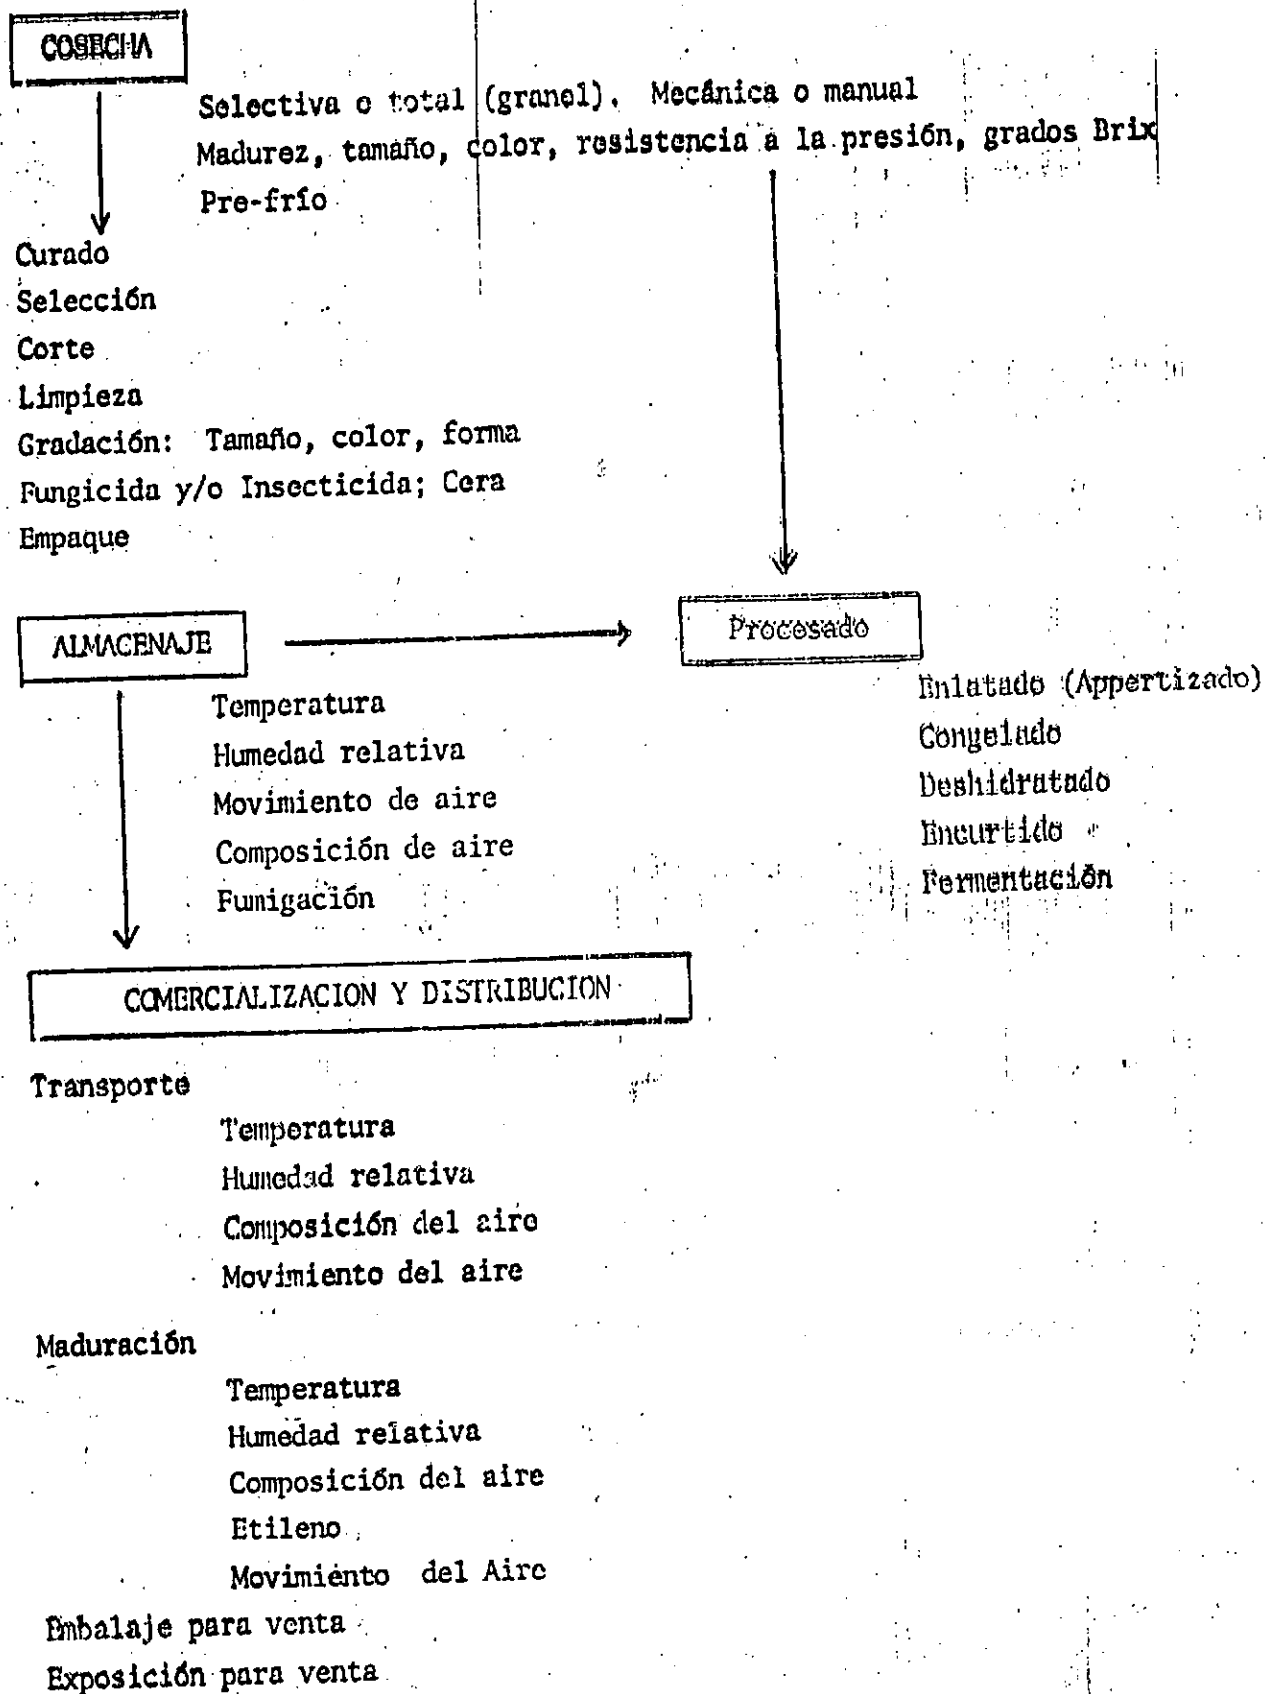 COSECHA
Selectiva o total (granel). Mecánica o manual
Madurez, tamaño, color, resistencia a la presión, grados Brix
Pre-frío
Curado
Selección
Corte
Limpieza
Gradación: Tamaño, color, forma
Fungicida y/o Insecticida; Cera
Empaque
ALMACENAJE
Procesado
Temperatura
Humedad relativa
Movimiento de aire
Composición de aire
Fumigación
Enlatado (Appertizado)
Congelado
Deshidratado
Encurtido
Fermentación
COMERCIALIZACION Y DISTRIBUCION
Transporte
Temperatura
Humedad relativa
Composición del aire
Movimiento del aire
Maduración
Temperatura
Humedad relativa
Composición del aire
Etileno
Movimiento del Aire
Embalaje para venta
Exposición para venta